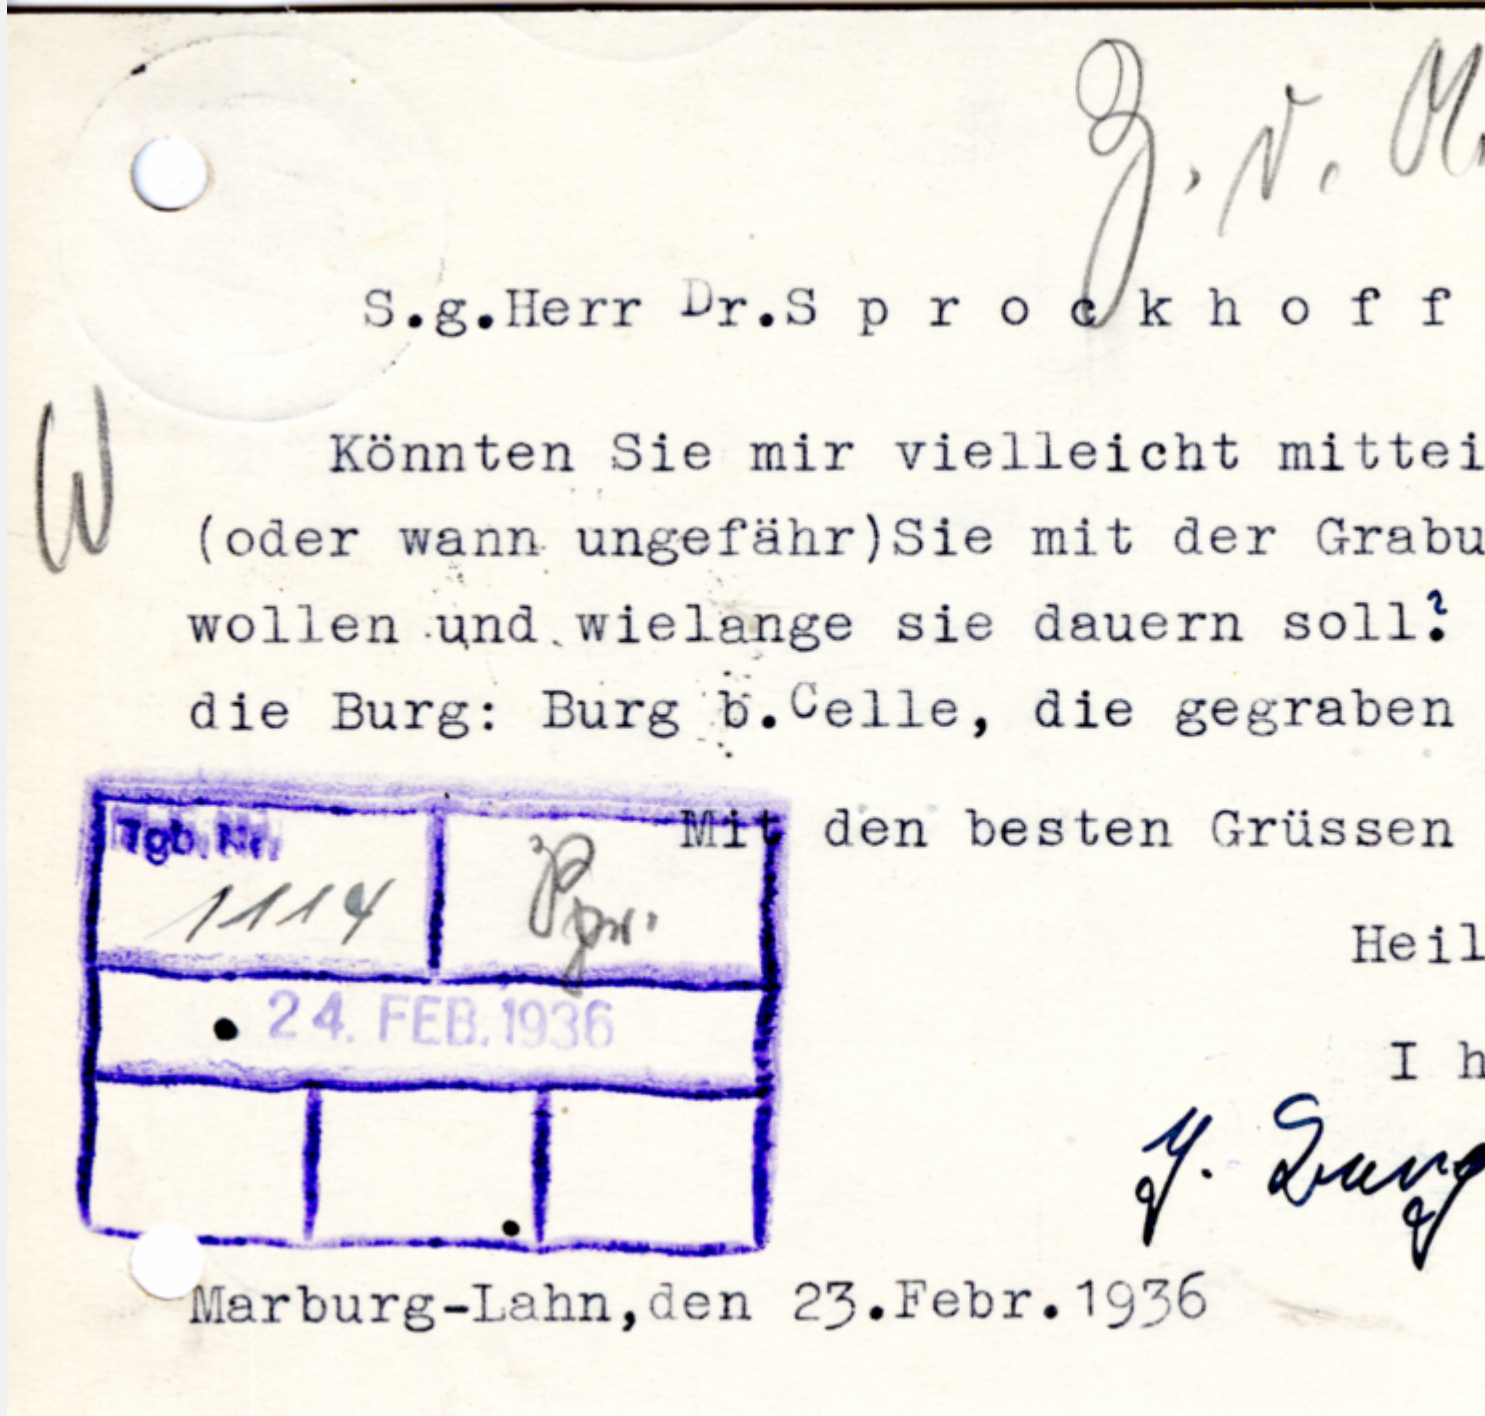 Z. v.
S.g.Herr Dr.S p r o c k h o f f
W
Könnten Sie mir vielleicht mittei
(oder wann ungefähr)Sie mit der Grabu
wollen und wielange sie dauern soll?
die Burg: Burg b.Celle, die gegraben
Mit den besten Grüssen
Tgb. Nr.
1114
Heil
24. FEB. 1936
I h
Marburg-Lahn,den 23.Febr.1936